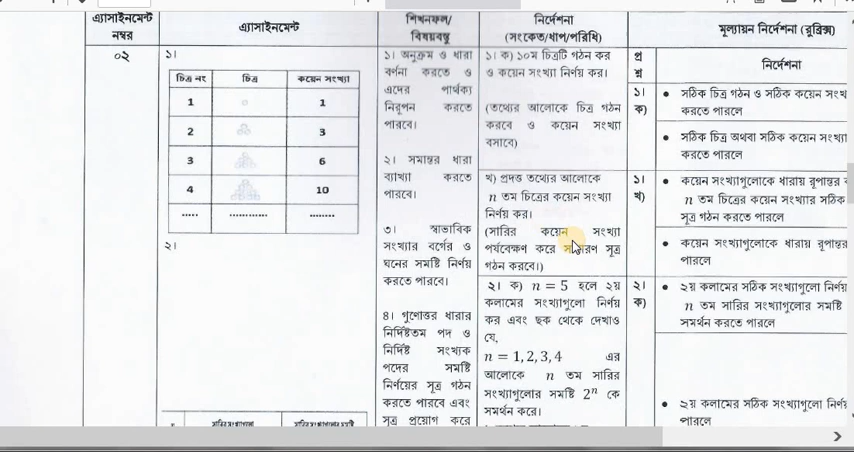 এ্যাসাইনমেন্ট নম্বর
এ্যাসাইনমেন্ট
শিখনফল/
বিষয়বস্তু
নির্দেশনা
(সংকেত/ধাপ/পরিধি)
মূল্যায়ন নির্দেশনা (রুব্রিক্স)
০২
১।
চিত্র নং চিত্র কয়েন সংখ্যা
1 1
2 3
3 6
4 10
..... ............ ........
২।
১। অনুক্রম ও ধারা
বর্ণনা করতে ও
এদের পার্থক্য
নিরূপন করতে
পারবে।
২। সমান্তর ধারা
ব্যাখ্যা করতে
পারবে।
৩। স্বাভাবিক
সংখ্যার বর্গের ও
ঘনের সমষ্টি নির্ণয়
করতে পারবে।
৪। গুণোত্তর ধারার
নির্দিষ্টতম পদ ও
নির্দিষ্ট সংখ্যক
পদের সমষ্টি
নির্ণয়ের সূত্র গঠন
করতে পারবে এবং
সূত্র প্রয়োগ করে
১। ক) ১০ম চিত্রটি গঠন কর
ও কয়েন সংখ্যা নির্ণয় কর।
(তথ্যের আলোকে চিত্র গঠন
করবে ও কয়েন সংখ্যা
বসাবে)
খ) প্রদত্ত তথ্যের আলোকে
n তম চিত্রের কয়েন সংখ্যা
নির্ণয় কর।
(সারির কয়েন সংখ্যা
পর্যবেক্ষণ করে সূত্র
গঠন করবে।)
২। ক) n = 5 হলে ২য়
কলামের সংখ্যাগুলো নির্ণয়
কর এবং ছক থেকে দেখাও
যে,
n = 1, 2, 3, 4 এর
আলোকে n তম সারির
সংখ্যাগুলোর সমষ্টি 2ⁿ কে
সমর্থন করে।
প্র
শ্ন
নির্দেশনা
১।
ক)
• সঠিক চিত্র গঠন ও সঠিক কয়েন
করতে পারলে
• সঠিক চিত্র অথবা সঠিক কয়েন সংখ্যা
করতে পারলে
১।
খ)
• কয়েন সংখ্যাগুলোকে ধারায় রূপান্তর
n তম চিত্রের কয়েন সংখ্যার সঠিক
সূত্র গঠন করতে পারলে
• কয়েন সংখ্যাগুলোকে ধারায় রূপান্তর
পারলে
২।
ক)
• ২য় কলামের সঠিক সংখ্যাগুলো নির্ণয়
n তম সারির সংখ্যাগুলোর সমষ্টি
সমর্থন করতে পারলে
• ২য় কলামের সঠিক সংখ্যাগুলো
পারলে